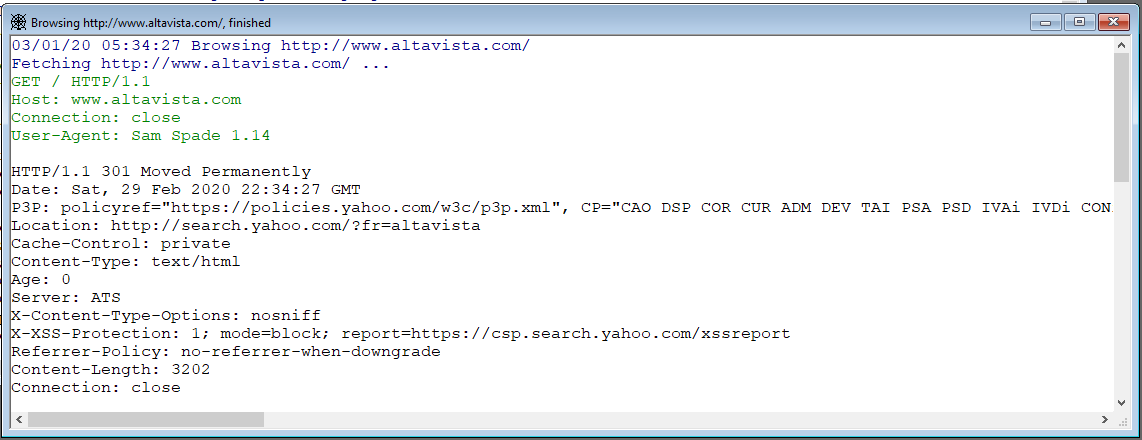 Browsing http://www.altavista.com/, finished
03/01/20 05:34:27 Browsing http://www.altavista.com/
Fetching http://www.altavista.com/ ...
GET / HTTP/1.1
Host: www.altavista.com
Connection: close
User-Agent: Sam Spade 1.14
HTTP/1.1 301 Moved Permanently
Date: Sat, 29 Feb 2020 22:34:27 GMT
P3P: policyref="https://policies.yahoo.com/w3c/p3p.xml", CP="CAO DSP COR CUR ADM DEV TAI PSA PSD IVAi IVDi CON
Location: http://search.yahoo.com/?fr=altavista
Cache-Control: private
Content-Type: text/html
Age: 0
Server: ATS
X-Content-Type-Options: nosniff
X-XSS-Protection: 1; mode=block; report=https://csp.search.yahoo.com/xssreport
Referrer-Policy: no-referrer-when-downgrade
Content-Length: 3202
Connection: close